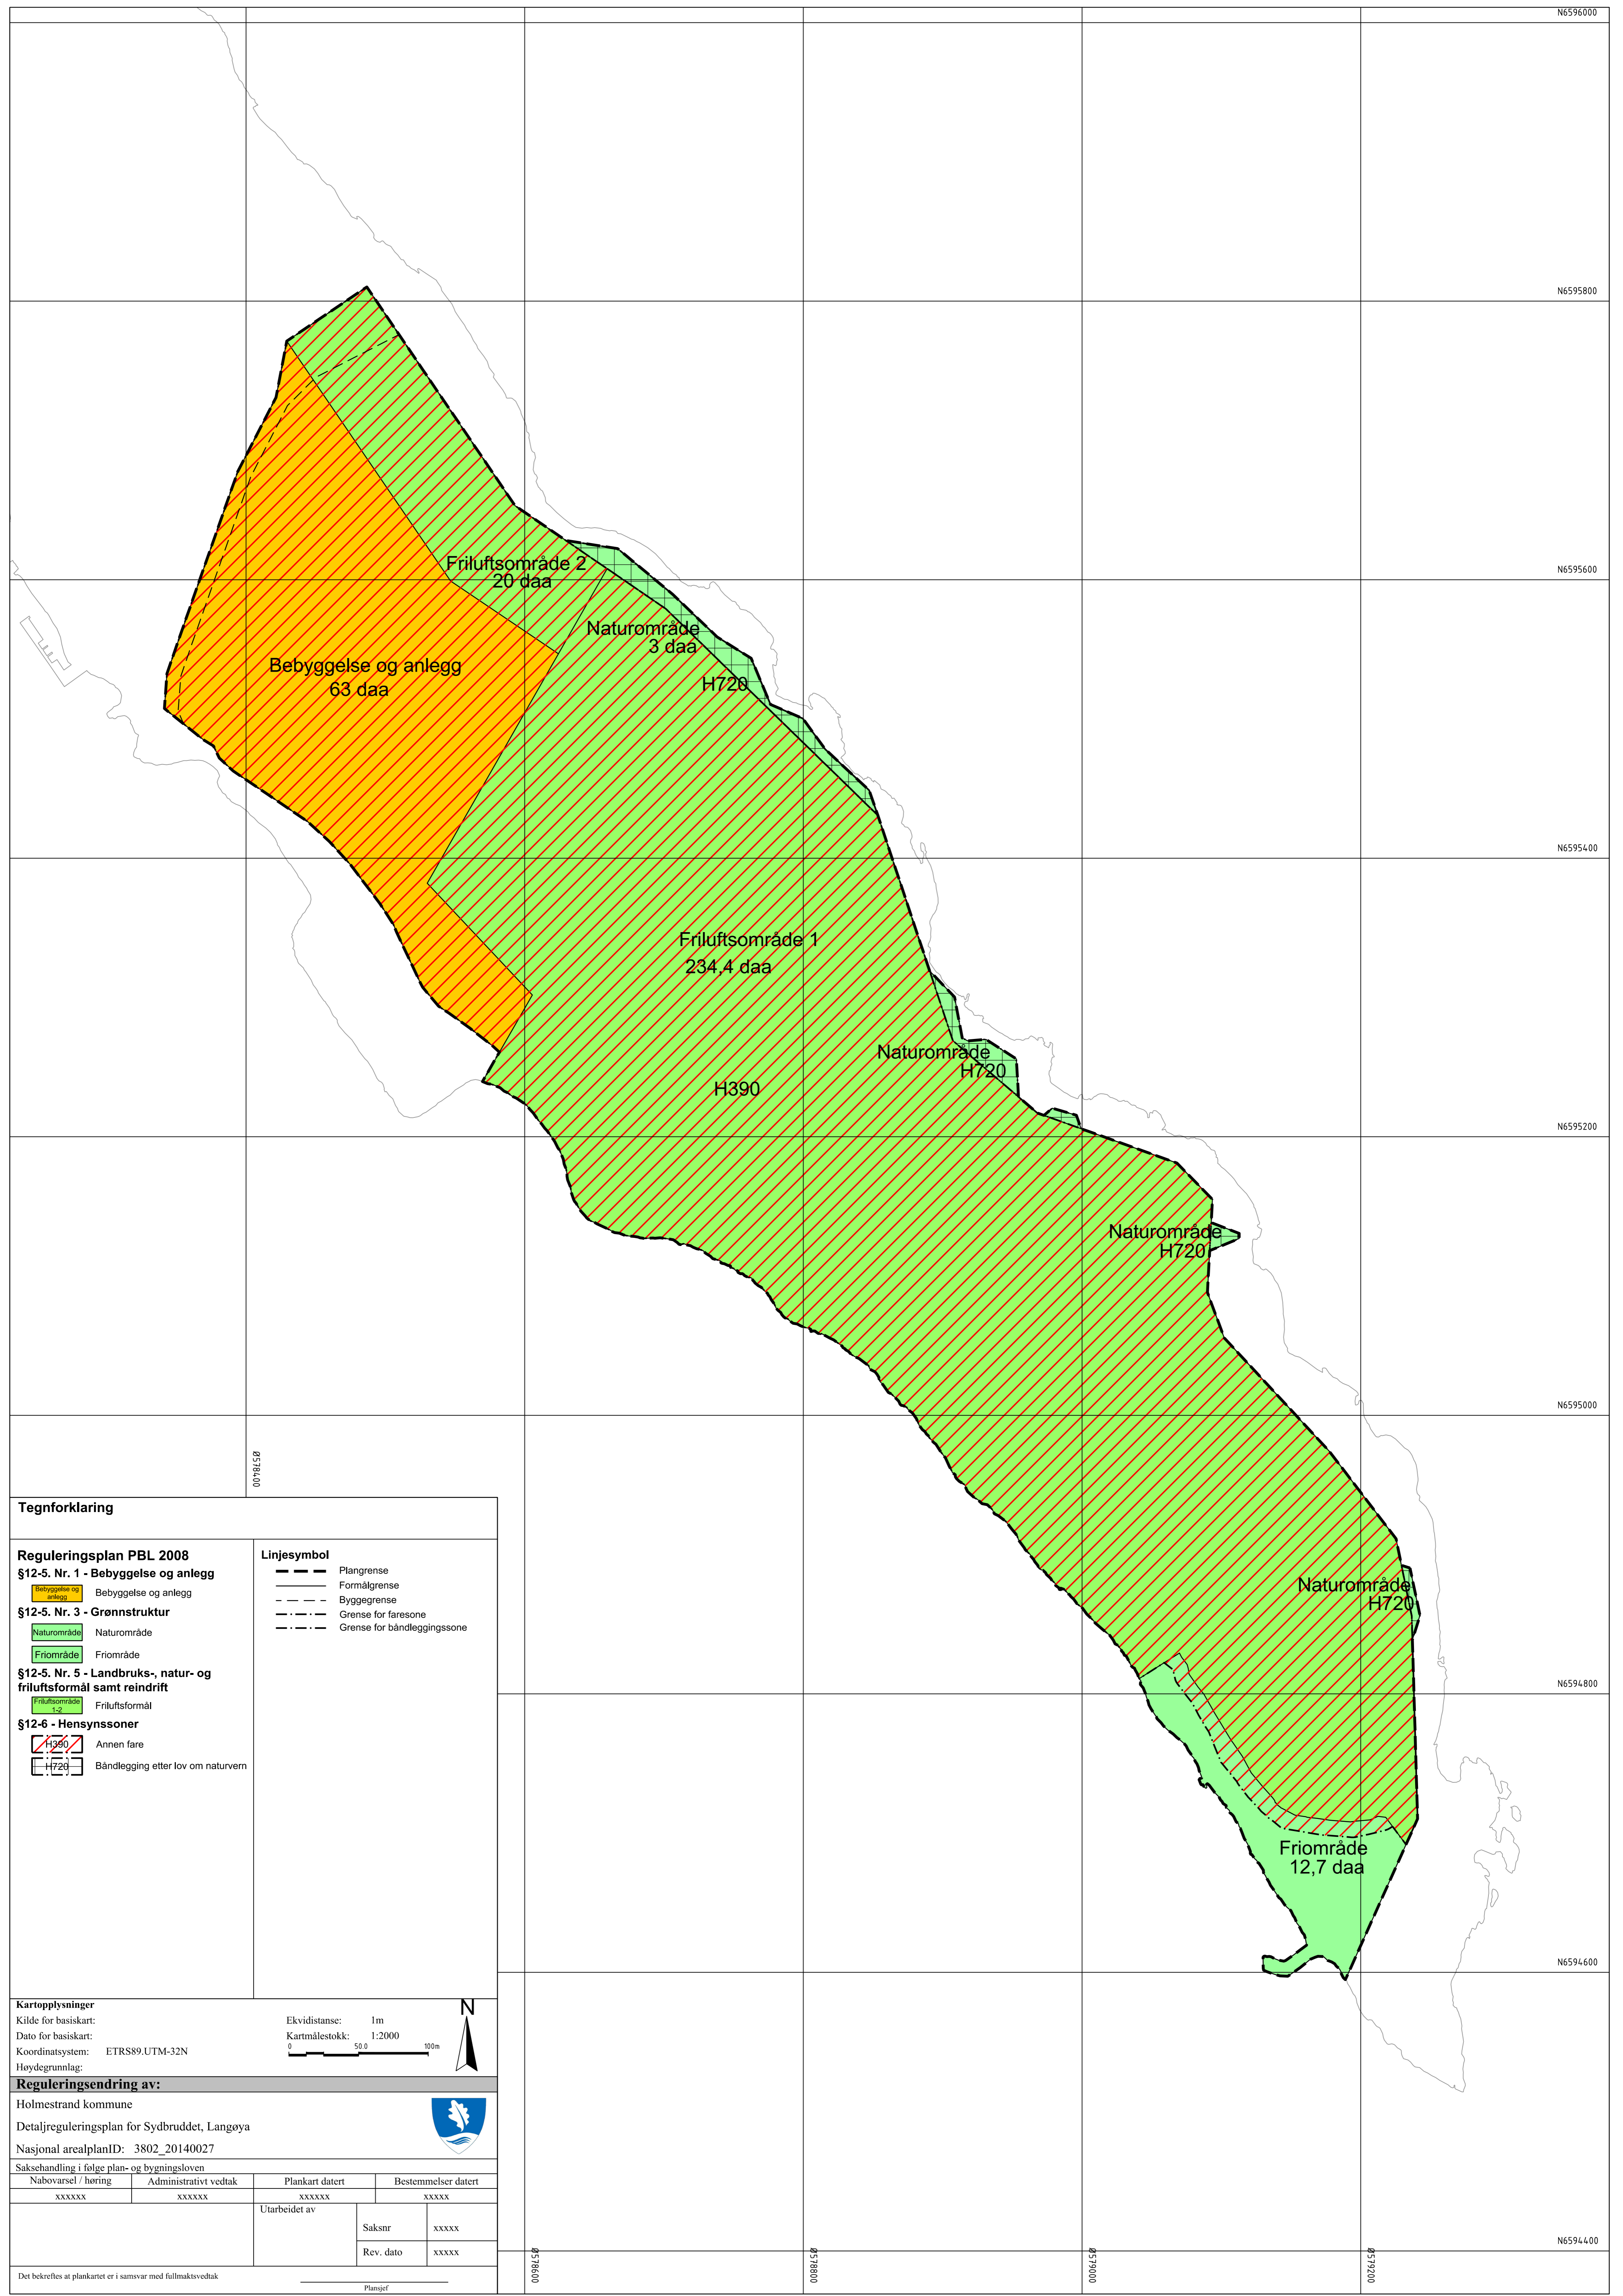 N6596000
N6595800
Friluftsområde 2
20 daa
N6595600
Naturområde
3 daa
Bebyggelse og anlegg
63 daa
H720
N6595400
Friluftsområde 1
234,4 daa
Naturområde
H720
H390
N6595200
Naturområde
H720
N6595000
Ø578400
Naturområde
H720
N6594800
Friområde
12,7 daa
N6594600
N6594400
Ø578600
Ø578800
Ø579000
Ø579200
Tegnforklaring
Reguleringsplan PBL 2008
§12-5. Nr. 1 - Bebyggelse og anlegg
Bebyggelse og
anlegg
Bebyggelse og anlegg
§12-5. Nr. 3 - Grønnstruktur
Naturområde Naturområde
Friområde Friområde
§12-5. Nr. 5 - Landbruks-, natur- og
friluftsformål samt reindrift
Friluftsområde
1-2
Friluftsformål
§12-6 - Hensynssoner
H390 Annen fare
H720 Båndlegging etter lov om naturvern
Linjesymbol
Plangrense
Formålgrense
Byggegrense
Grense for faresone
Grense for båndleggingssone
Kartopplysninger
Kilde for basiskart:
Dato for basiskart:
Koordinatsystem: ETRS89.UTM-32N
Høydegrunnlag:
Ekvidistanse: 1m
Kartmålestokk: 1:2000
0 50.0 100m
N
Reguleringsendring av:
Holmestrand kommune
Detaljreguleringsplan for Sydbruddet, Langøya
Nasjonal arealplanID: 3802_20140027
Saksehandling i følge plan- og bygningsloven
Nabovarsel / høring Administrativt vedtak Plankart datert Bestemmelser datert
xxxxxx xxxxxx xxxxxx xxxxx
Utarbeidet av
Saksnr xxxxx
Rev. dato xxxxx
Det bekreftes at plankartet er i samsvar med fullmaktsvedtak
Plansjef